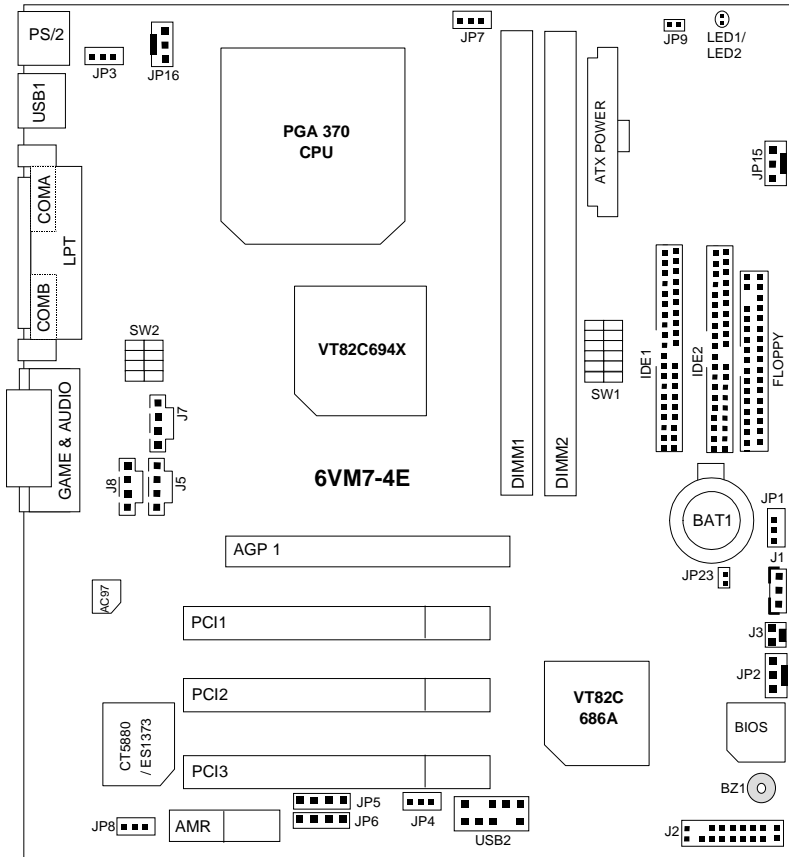 PS/2
JP3
JP16
JP7
JP9
LED1/
LED2
USB1
PGA 370
CPU
ATX POWER
JP15
COMA
LPT
COMB
SW2
VT82C694X
IDE1
IDE2
FLOPPY
SW1
GAME & AUDIO
J7
J8
J5
6VM7-4E
DIMM1
DIMM2
BAT1
JP1
AGP 1
J1
JP23
AC97
PCI1
J3
JP2
PCI2
VT82C
686A
CT5880
/ ES1373
BIOS
PCI3
BZ1
JP5
JP8
AMR
JP6
JP4
USB2
J2